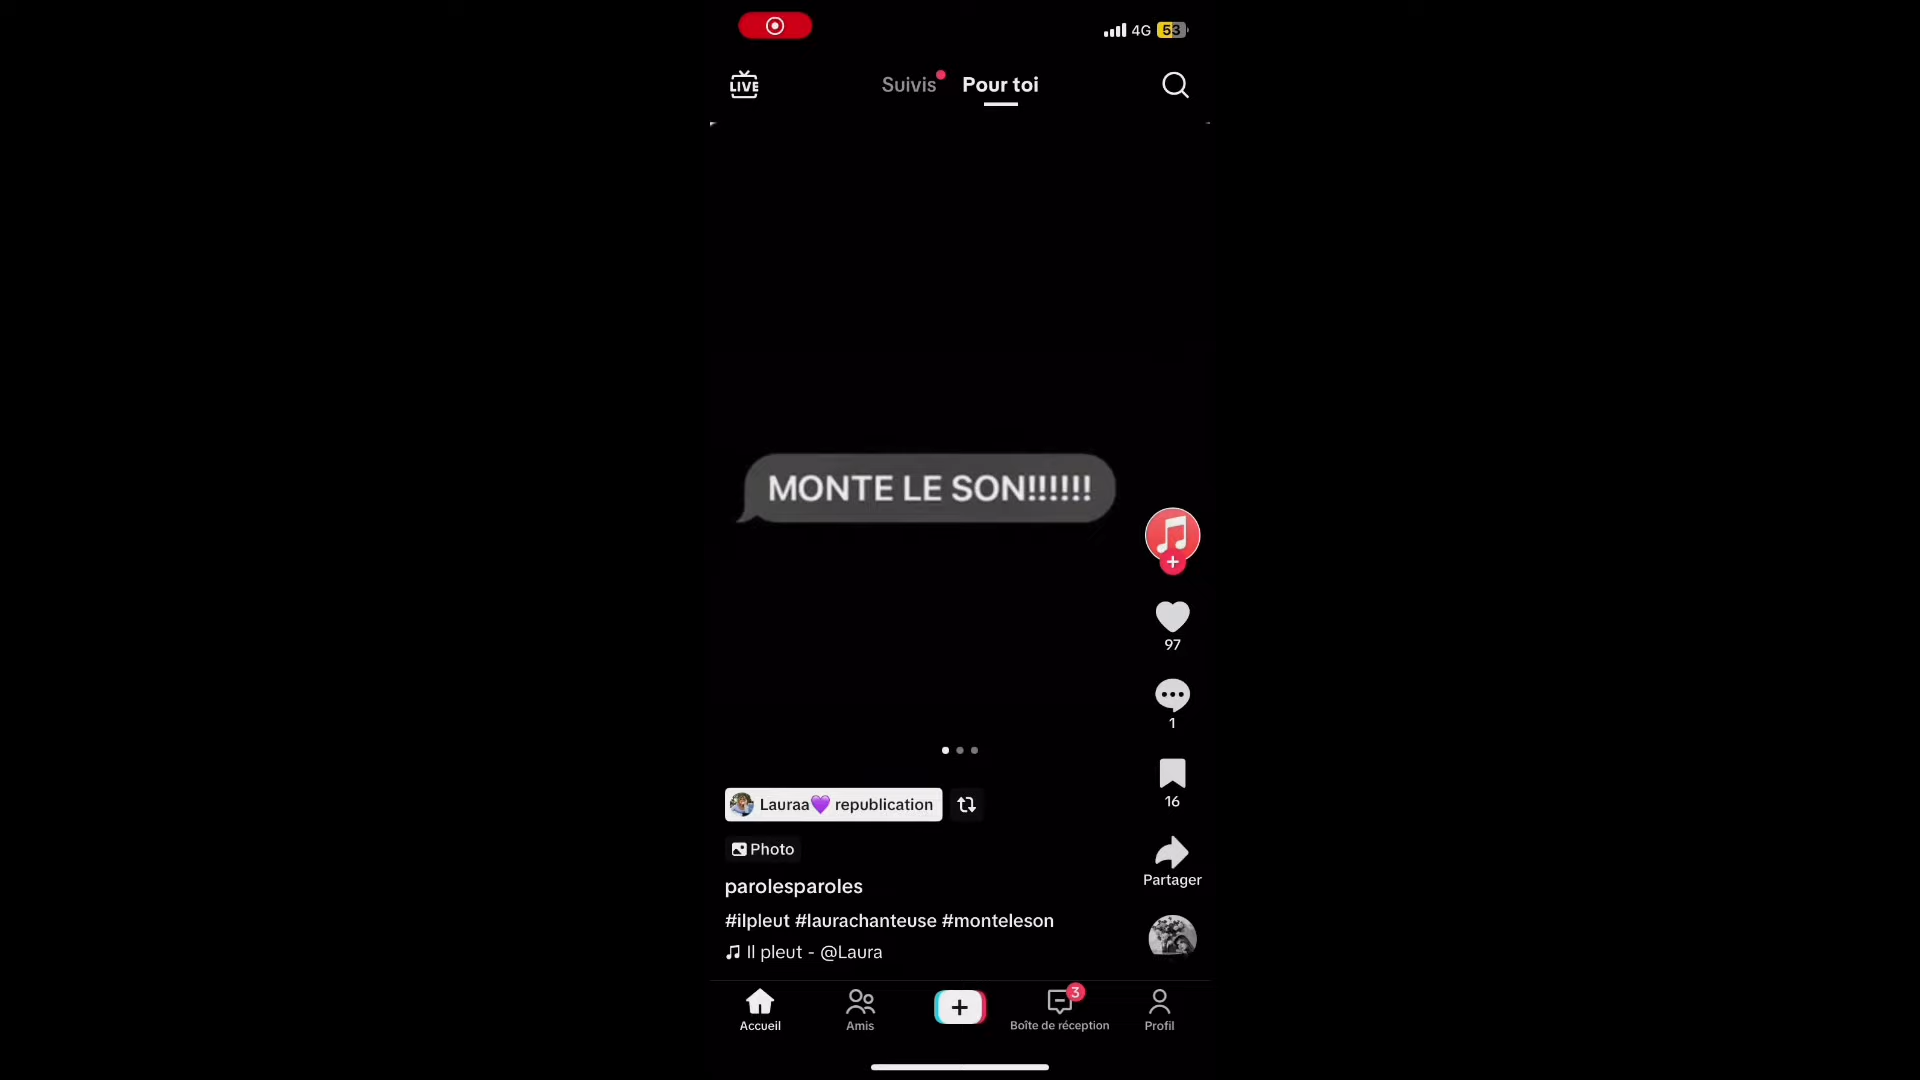 4G 53
LIVE
Suivis Pour toi
MONTE LE SON!!!!!!
97
1
16
Lauraa💜 republication
Photo
Partager
parolesparoles
#ilpleut #laurachanteuse #monteleson
Il pleut - @Laura
3
Accueil Amis Boîte de réception Profil